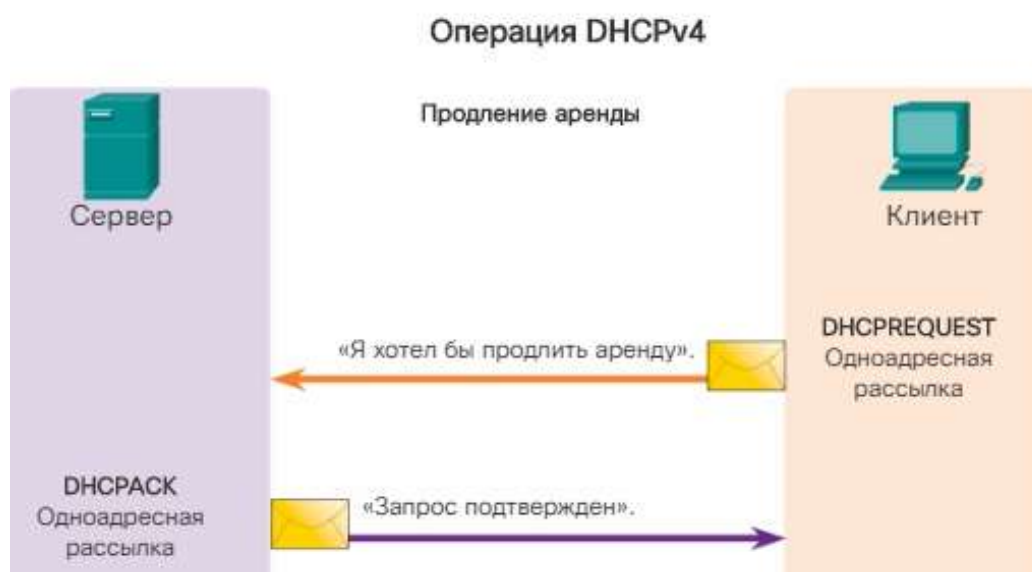 Операция DHCPv4
Продление аренды
Сервер
Клиент
DHCPREQUEST
Одноадресная
рассылка
«Я хотел бы продлить аренду».
DHCPACK
Одноадресная
рассылка
«Запрос подтвержден».